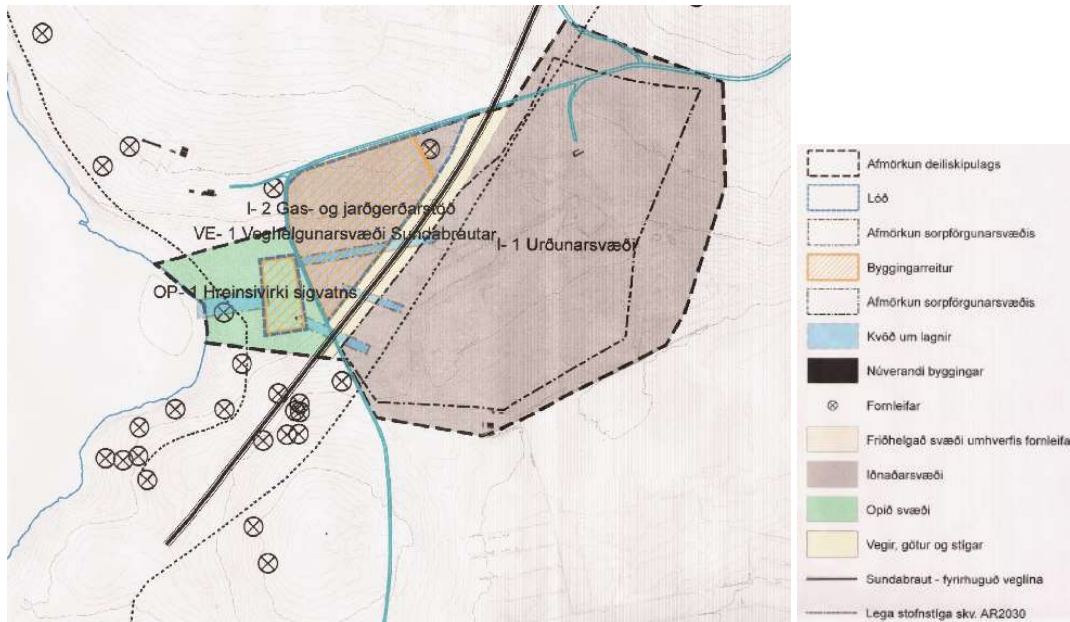 I- 2 Gas- og jarðgerðarstöð
VE- 1 Veghelgunarsvæði Sundabrautar
I- 1 Urðunarsvæði
OP- 1 Hreinsivirki sigvatns
Afmörkun deiliskipulags
Lóð
Afmörkun sorpförgunarsvæðis
Byggingarreitur
Afmörkun sorpförgunarsvæðis
Kvöð um lagnir
Núverandi byggingar
Fornleifar
Friðhelgað svæði umhverfis fornleifa
Iðnaðarsvæði
Opið svæði
Vegir, götur og stígar
Sundabraut - fyrirhuguð veglína
Lega stofnstíga skv. AR2030